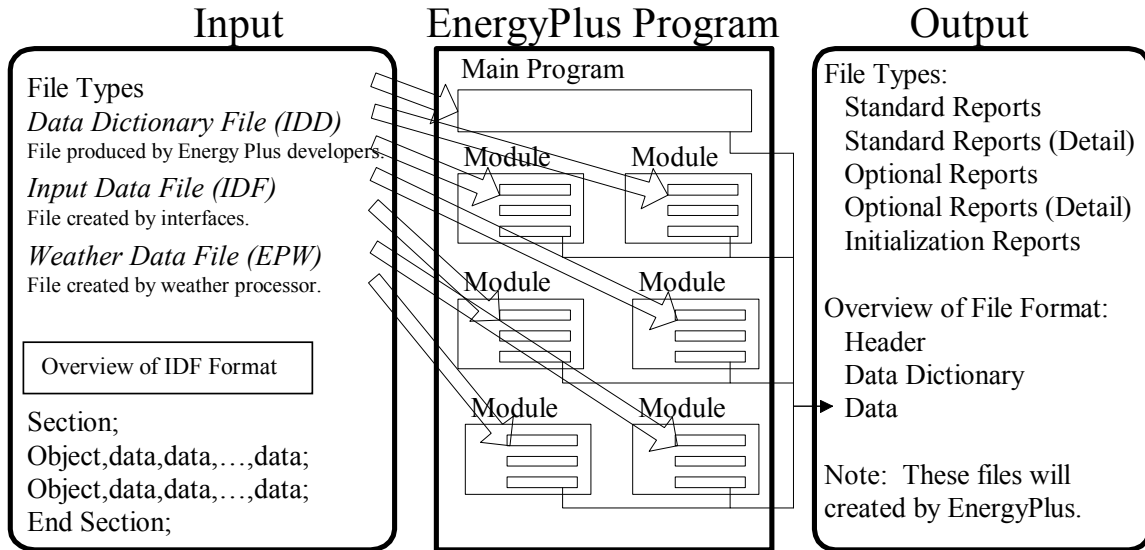 Input
EnergyPlus Program
Output
File Types
Data Dictionary File (IDD)
File produced by Energy Plus developers.
Input Data File (IDF)
File created by interfaces.
Weather Data File (EPW)
File created by weather processor.
Overview of IDF Format
Section;
Object,data,data,…,data;
Object,data,data,…,data;
End Section;
Main Program
Module
Module
Module
Module
Module
Module
File Types:
Standard Reports
Standard Reports (Detail)
Optional Reports
Optional Reports (Detail)
Initialization Reports
Overview of File Format:
Header
Data Dictionary
Data
Note: These files will
created by EnergyPlus.